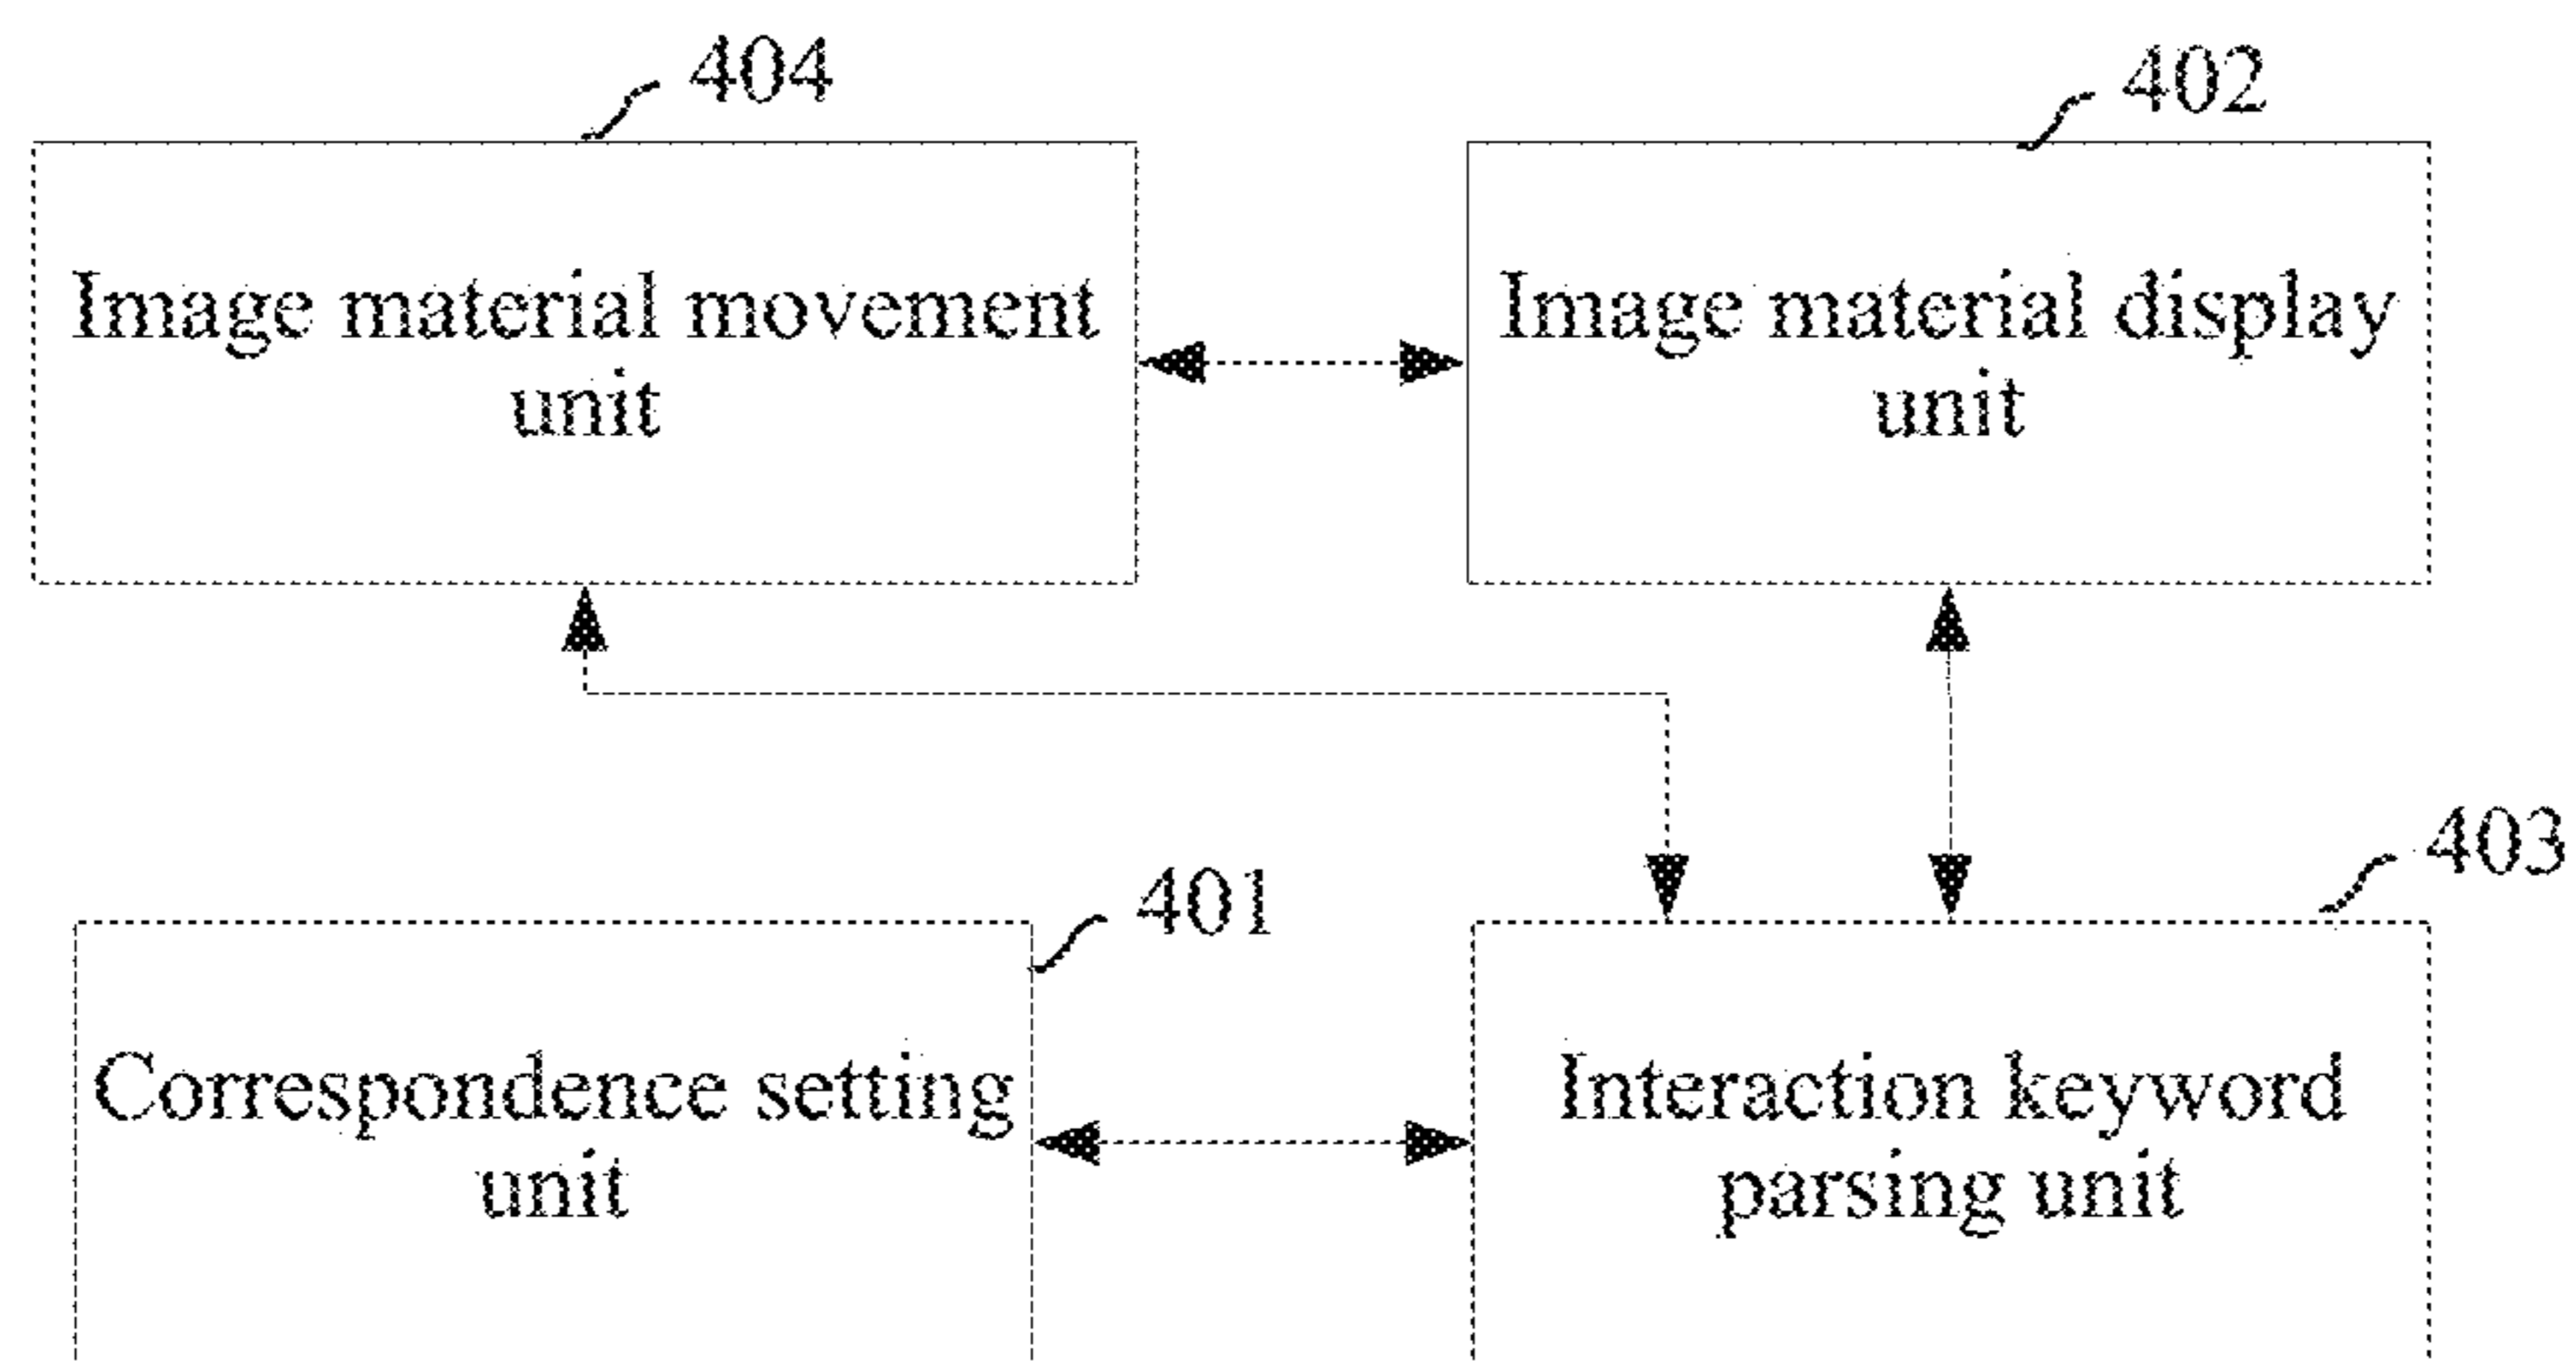 404
402
Image material movement
unit
Image material display
unit
403
401
Correspondence setting
unit
Interaction keyword
parsing unit